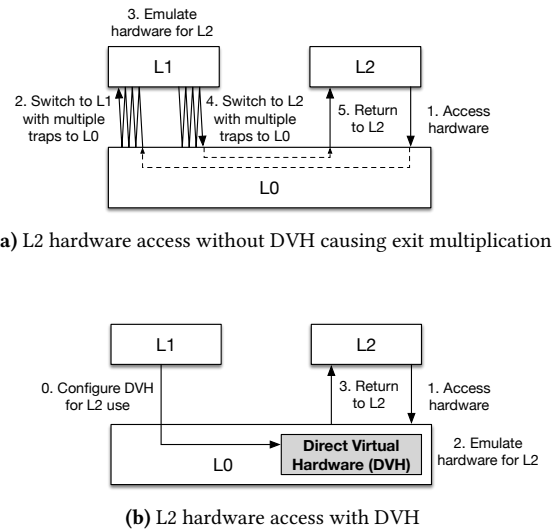 3. Emulate
hardware for L2
L1
L2
2. Switch to L1
with multiple
traps to L0
4. Switch to L2
with multiple
traps to L0
5. Return
to L2
1. Access
hardware
L0
a) L2 hardware access without DVH causing exit multiplication
L1
L2
0. Configure DVH
for L2 use
3. Return
to L2
1. Access
hardware
L0
Direct Virtual
Hardware (DVH)
2. Emulate
hardware for L2
(b) L2 hardware access with DVH